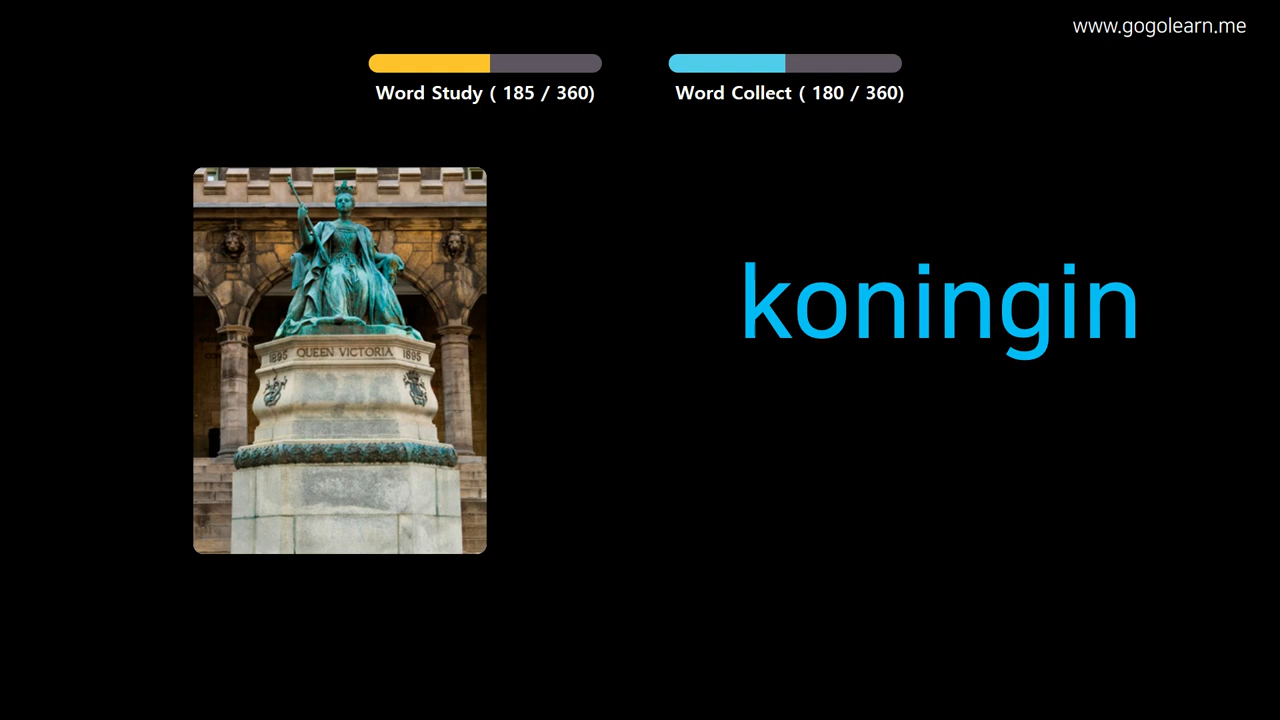 www.gogolearn.me
Word Study ( 185 / 360)
Word Collect ( 180 / 360)
koningin
1895 QUEEN VICTORIA 1895